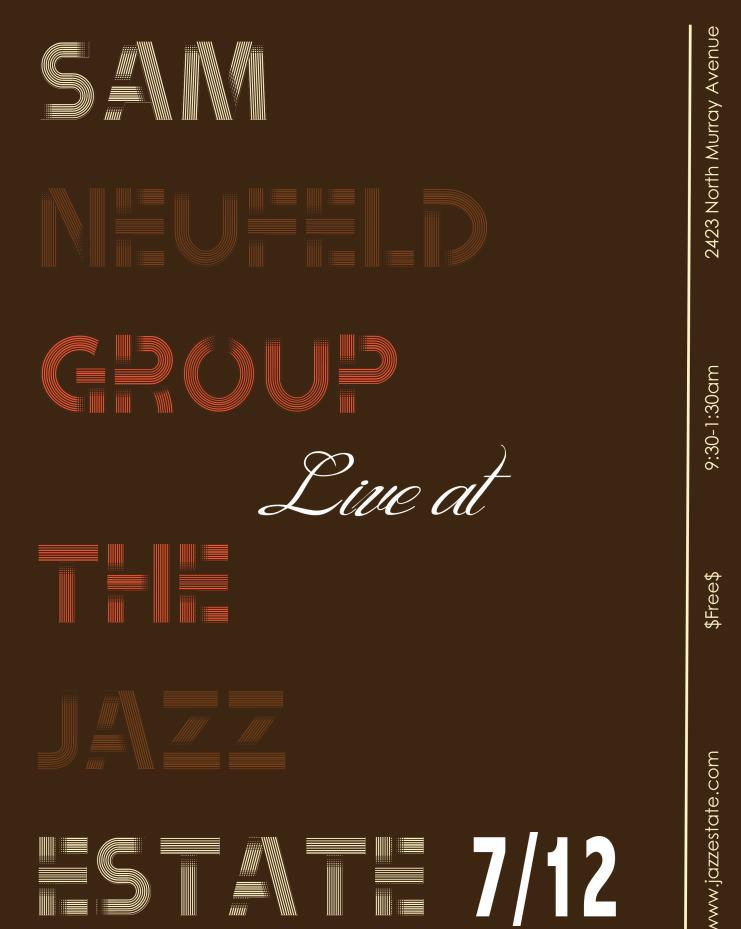 SAM
NEUFELD
GROUP
Live at
THE
JAZZ
ESTATE 7/12
2423 North Murray Avenue
9:30-1:30am
$Free$
www.jazzestate.com